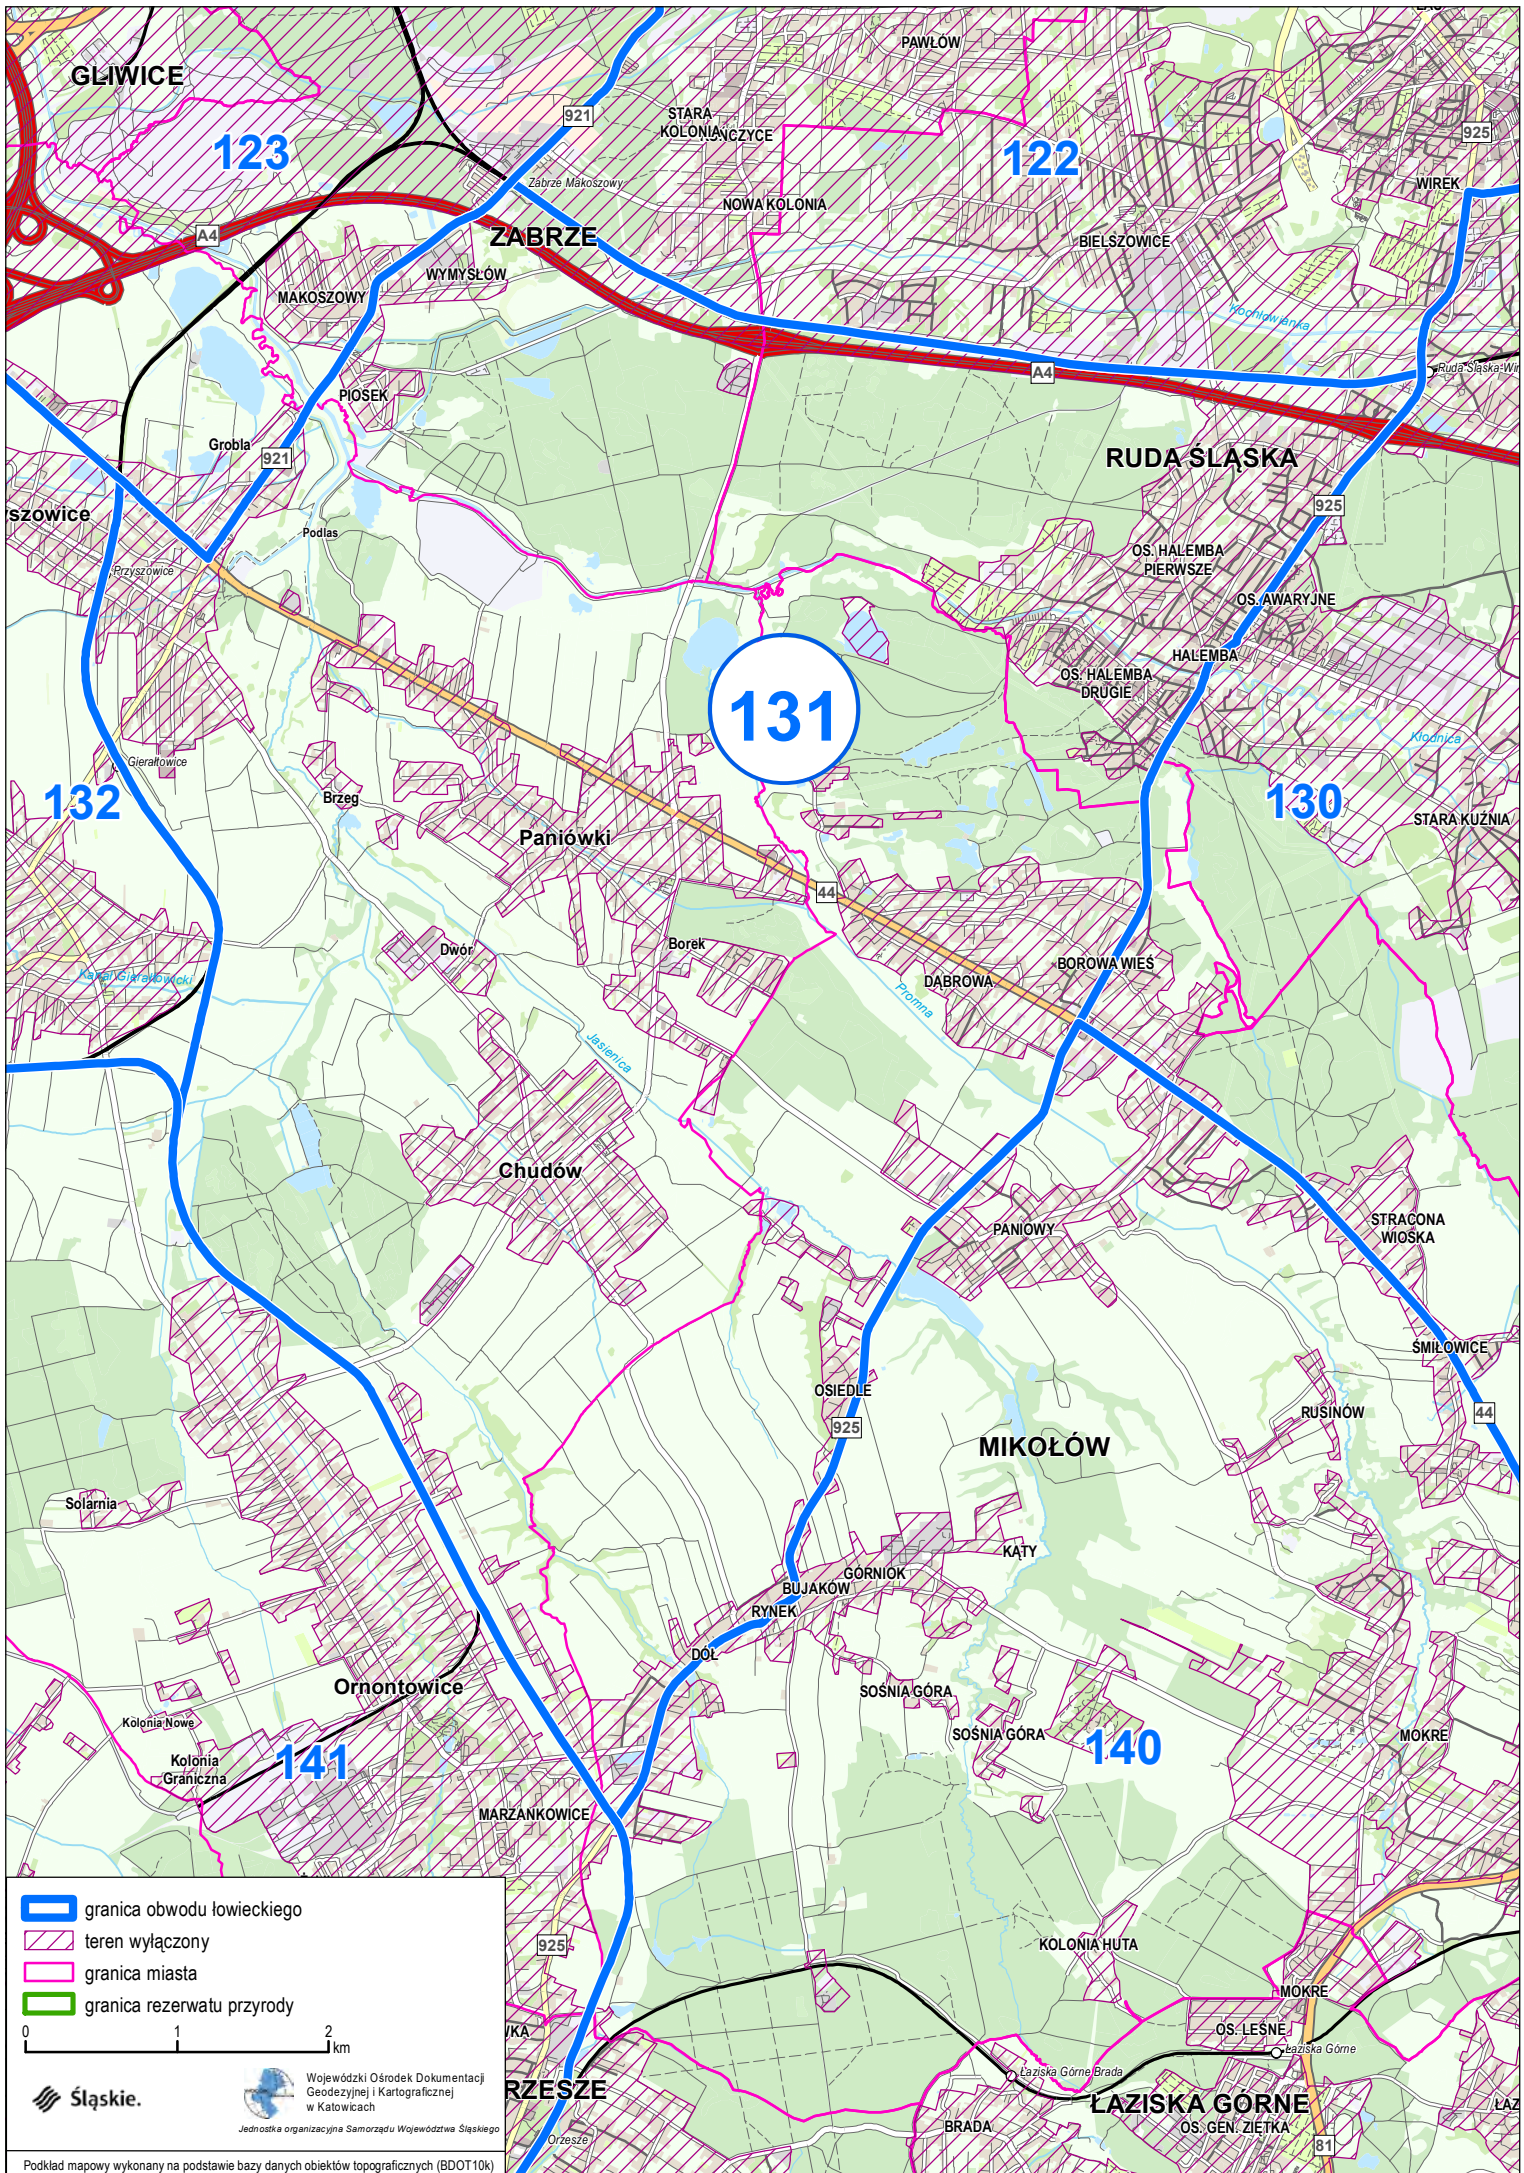 PAWŁÓW
GLIWICE
921
STARA
KOLONIA
925
123
122
Zabrze Makoszowy
WIREK
NOWA KOLONIA
A4
ZABRZE
BIELSZOWICE
WYMYSŁÓW
MAKOSZOWY
Kochłowianka
A4
Ruda Śląska-Wir
PIOSEK
Grobla
921
RUDA ŚLĄSKA
925
szowice
Podlas
OS. HALEMBA
PIERWSZE
Przyszowice
OS. AWARYJNE
HALEMBA
OS. HALEMBA
DRUGIE
131
Kłodnica
Gierałtowice
132
Brzeg
130
STARA KUŹNIA
Paniówki
44
Dwór
Borek
BOROWA WIEŚ
Kanał Gierałtowicki
DĄBROWA
Promna
Jasienica
Chudów
PANIOWY
STRACONA
WIOSKA
ŚMIŁOWICE
OSIEDLE
RUSINÓW
44
925
MIKOŁÓW
Solarnia
KĄTY
GÓRNIOK
BUJAKÓW
RYNEK
DÓŁ
Ornontowice
SOŚNIA GÓRA
Kolonia Nowe
SOŚNIA GÓRA
MOKRE
140
Kolonia
Graniczna
141
MARZANKOWICE
granica obwodu łowieckiego
teren wyłączony
925
KOLONIA HUTA
granica miasta
MOKRE
granica rezerwatu przyrody
0 1 2
km
WKA
OS. LEŚNE
Łaziska Górne
Łaziska Górne Brada
Śląskie.
Wojewódzki Ośrodek Dokumentacji
Geodezyjnej i Kartograficznej
w Katowicach
RZESZE
ŁAZISKA GÓRNE
ŁAZ
Jednostka organizacyjna Samorządu Województwa Śląskiego
BRADA
OS. GEN. ZIĘTKA
Orzesze
81
Podkład mapowy wykonany na podstawie bazy danych obiektów topograficznych (BDOT10k)